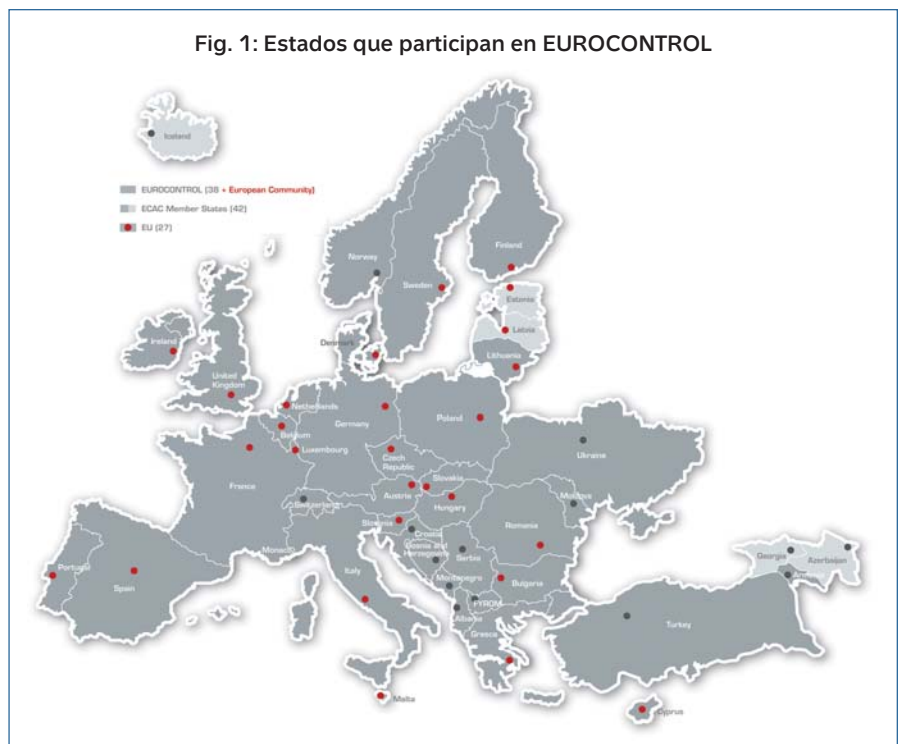 Fig. 1: Estados que participan en EUROCONTROL
Iceland
EUROCONTROL (38 + European Community)
ECAC Member States (42)
EU (27)
Norway
Finland
Sweden
Estonia
Latvia
Denmark
Lithuania
Ireland
United
Kingdom
Netherlands
Germany
Poland
Belgium
Luxembourg
Czech
Republic
Ukraine
Slovakia
France
Austria
Moldova
Switzerland
Hungary
Slovenia
Romania
Croatia
Bosnia and
Herzegovina
Serbia
Georgia
Azerbaijan
Monaco
Italy
Portugal
Spain
Montenegro
Bulgaria
FYROM
Albania
Turkey
Greece
Malta
Cyprus